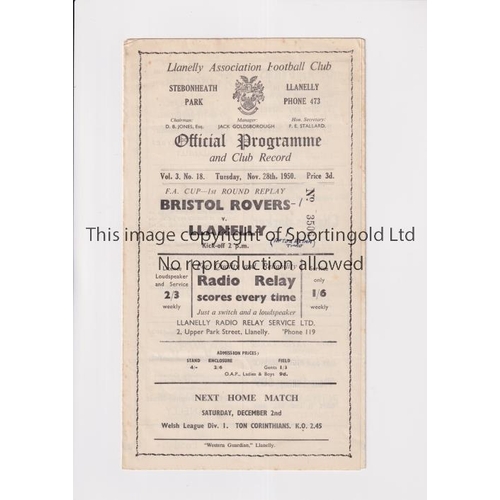 Llanelly Association Football Club
STEBONHEATH PARK
LLANELLY PHONE 473
Chairman: D. B. JONES, Esq.
Manager: JACK GOLDSBOROUGH
Hon. Secretary: F. E. STALLARD.
Official Programme
and Club Record
Vol. 3. No. 18. Tuesday, Nov. 28th. 1950. Price 3d.
F.A. CUP—1st ROUND REPLAY
No
BRISTOL ROVERS -1
v.
LLANELLY
Kick-off 2 p.m.
This image copyright of Sportingold Ltd
No reproduction allowed
Loudspeaker and Service 2/3 weekly
Radio Relay
scores every time
Just a switch and a loudspeaker
only 1/6 weekly
LLANELLY RADIO RELAY SERVICE LTD.
2, Upper Park Street, Llanelly. 'Phone 119
ADMISSION PRICES:
STAND ENCLOSURE FIELD
4/- 2/6 Gents 1/3
O.A.P., Ladies & Boys 9d.
NEXT HOME MATCH
SATURDAY, DECEMBER 2nd
Welsh League Div. 1. TON CORINTHIANS. K.O. 2.45
"Western Guardian," Llanelly.